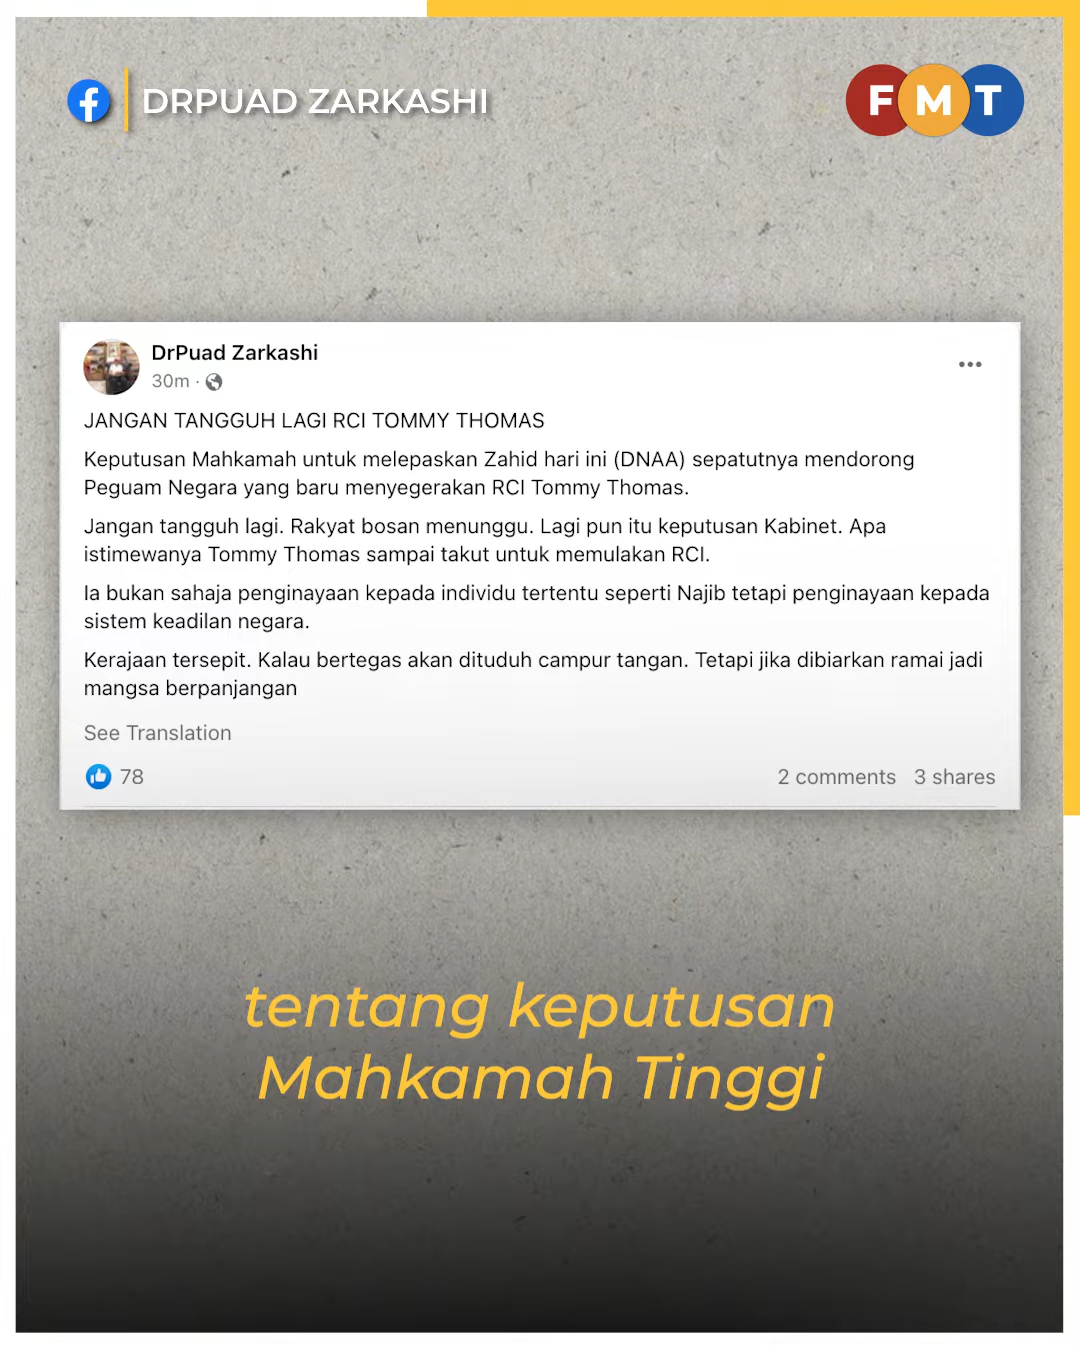 DRPUAD ZARKASHI
FMT
DrPuad Zarkashi
30m ·
JANGAN TANGGUH LAGI RCI TOMMY THOMAS
Keputusan Mahkamah untuk melepaskan Zahid hari ini (DNAA) sepatutnya mendorong
Peguam Negara yang baru menyegerakan RCI Tommy Thomas.
Jangan tangguh lagi. Rakyat bosan menunggu. Lagi pun itu keputusan Kabinet. Apa
istimewanya Tommy Thomas sampai takut untuk memulakan RCI.
Ia bukan sahaja penginayaan kepada individu tertentu seperti Najib tetapi penginayaan kepada
sistem keadilan negara.
Kerajaan tersepit. Kalau bertegas akan dituduh campur tangan. Tetapi jika dibiarkan ramai jadi
mangsa berpanjangan
See Translation
78
2 comments 3 shares
tentang keputusan
Mahkamah Tinggi